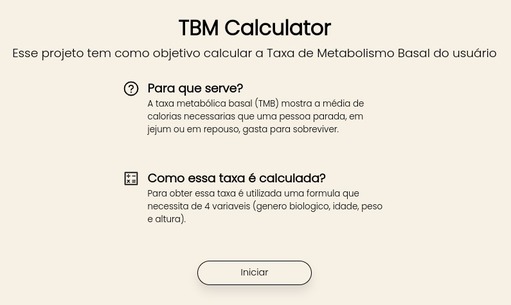 TBM Calculator
Esse projeto tem como objetivo calcular a Taxa de Metabolismo Basal do usuário
Para que serve?
A taxa metabólica basal (TMB) mostra a média de
calorias necessarias que uma pessoa parada, em
jejum ou em repouso, gasta para sobreviver.
Como essa taxa é calculada?
Para obter essa taxa é utilizada uma formula que
necessita de 4 variaveis (genero biologico, idade, peso
e altura).
Iniciar